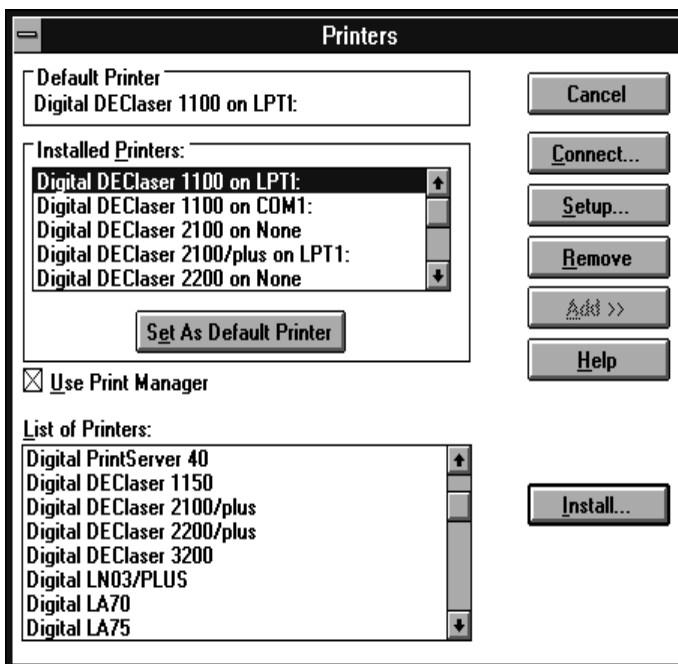 Printers
Default Printer
Digital DEClaser 1100 on LPT1:
Installed Printers:
Digital DEClaser 1100 on LPT1:
Digital DEClaser 1100 on COM1:
Digital DEClaser 2100 on None
Digital DEClaser 2100/plus on LPT1:
Digital DEClaser 2200 on None
Set As Default Printer
Use Print Manager
Cancel
Connect...
Setup...
Remove
Add >>
Help
List of Printers:
Digital PrintServer 40
Digital DEClaser 1150
Digital DEClaser 2100/plus
Digital DEClaser 2200/plus
Digital DEClaser 3200
Digital LN03/PLUS
Digital LA70
Digital LA75
Install...